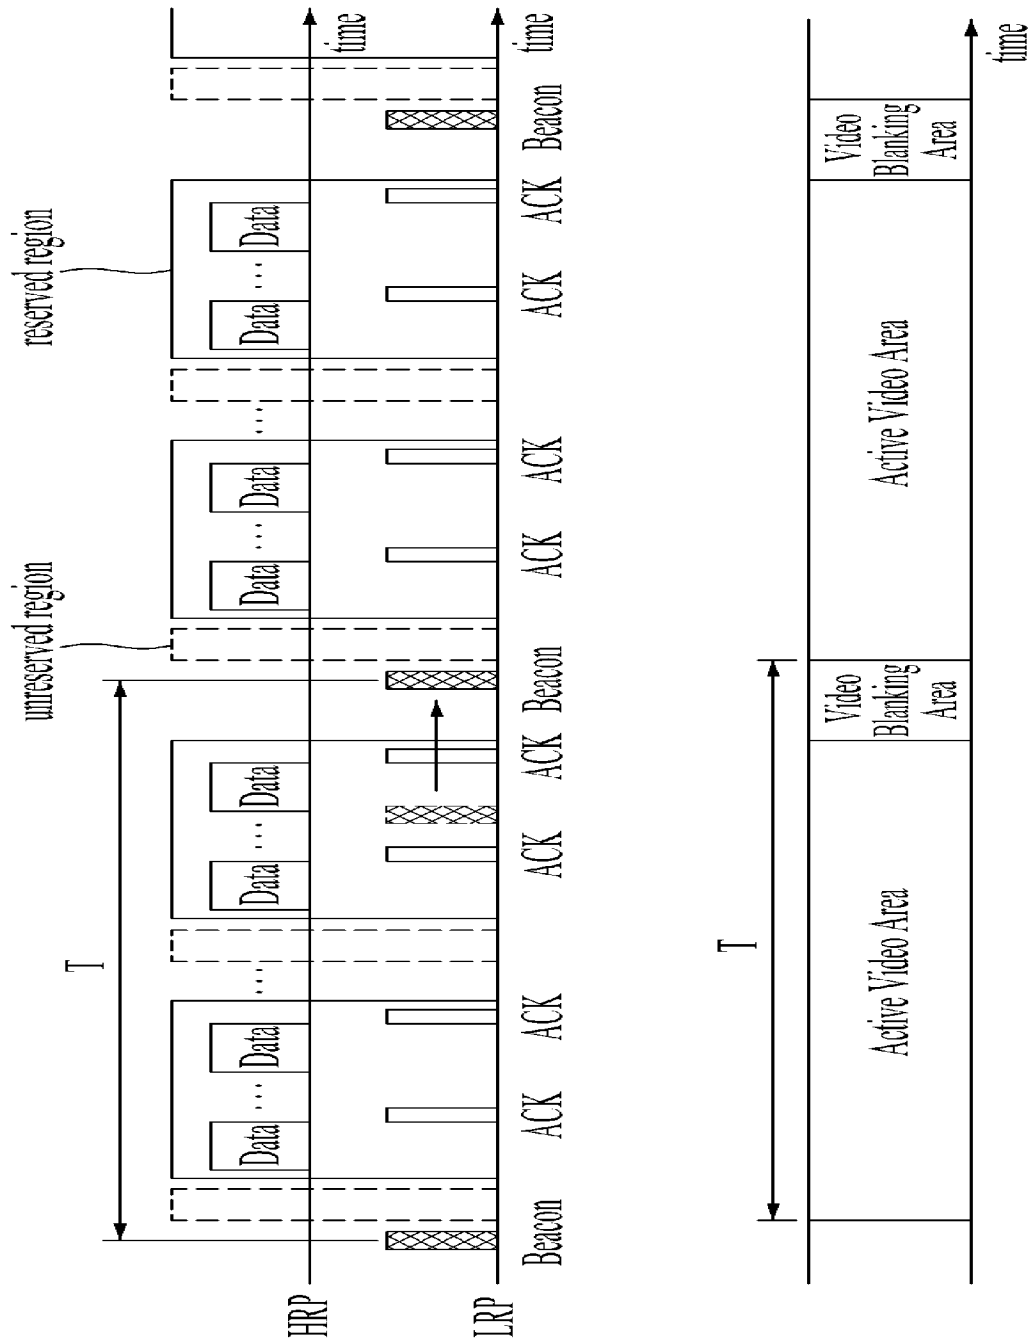 unreserved region
reserved region
T
Data ···· Data
····
Data ···· Data
Data ···· Data
····
Data ···· Data
HRP
time
LRP
time
Beacon
ACK
ACK
ACK
ACK
Beacon
ACK
ACK
ACK
ACK
Beacon
T
Active Video Area
Video
Blanking
Area
Active Video Area
Video
Blanking
Area
time